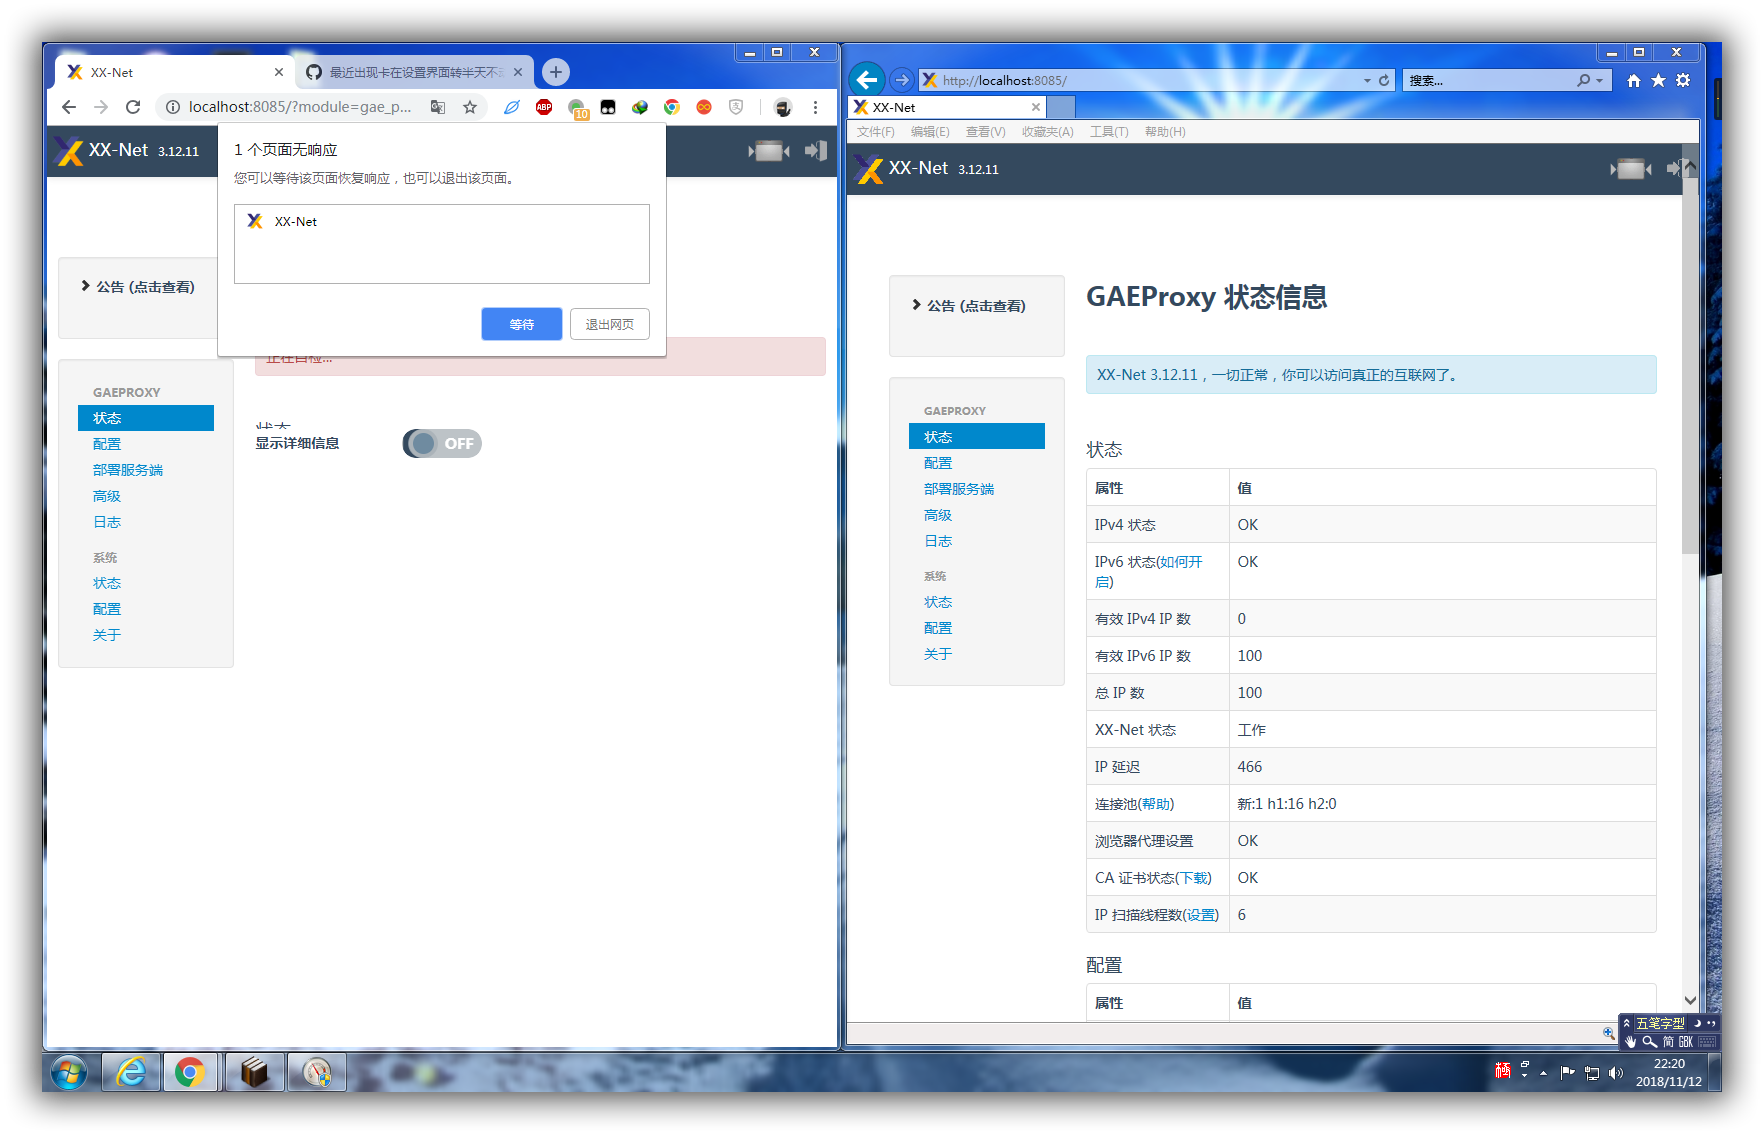 XX-Net
最近出现卡在设置界面转半天不
localhost:8085/?module=gae_p...
ABP
10
XX-Net 3.12.11
1 个页面无响应
您可以等待该页面恢复响应，也可以退出该页面。
XX-Net
等待
退出网页
公告 (点击查看)
正在自检...
GAEPROXY
状态
配置
部署服务端
高级
日志
系统
状态
配置
关于
状态
显示详细信息
OFF
http://localhost:8085/
搜索...
XX-Net
文件(F)
编辑(E)
查看(V)
收藏夹(A)
工具(T)
帮助(H)
XX-Net 3.12.11
公告 (点击查看)
GAEPROXY
状态
配置
部署服务端
高级
日志
系统
状态
配置
关于
GAEProxy 状态信息
XX-Net 3.12.11，一切正常，你可以访问真正的互联网了。
状态
属性 值
IPv4 状态 OK
IPv6 状态(如何开 OK
启)
有效 IPv4 IP 数 0
有效 IPv6 IP 数 100
总 IP 数 100
XX-Net 状态 工作
IP 延迟 466
连接池(帮助) 新:1 h1:16 h2:0
浏览器代理设置 OK
CA 证书状态(下载) OK
IP 扫描线程数(设置) 6
配置
属性 值
五笔字型
简 GBK
22:20
2018/11/12